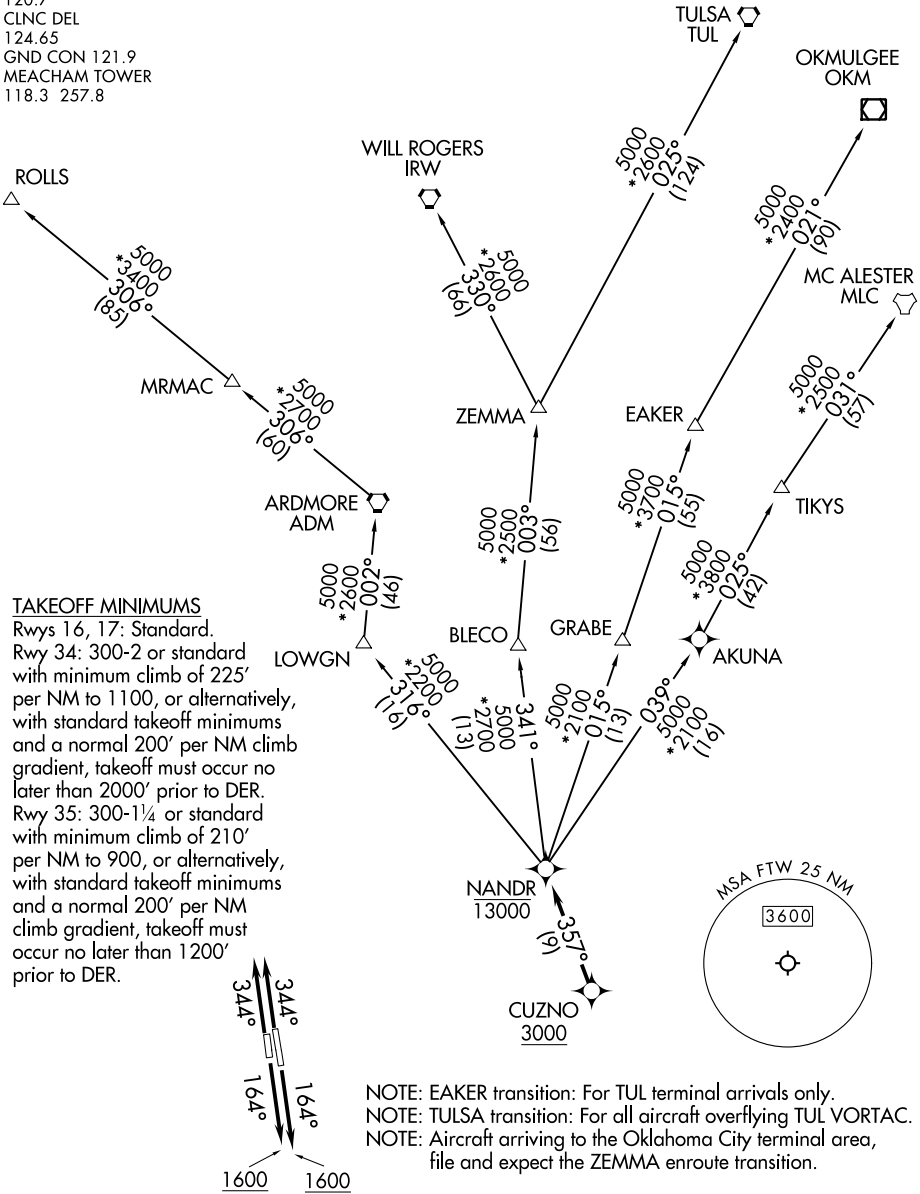 120.7
CLNC DEL
124.65
GND CON 121.9
MEACHAM TOWER
118.3 257.8
TULSA
TUL
OKMULGEE
OKM
WILL ROGERS
IRW
ROLLS
5000
*2600
025°
(124)
5000
*2400
021°
(90)
MC ALESTER
MLC
5000
*3400
306°
(85)
5000
*2600
330°
(66)
5000
*2500
031°
(57)
MRMAC
5000
*2700
306°
(60)
ZEMMA
EAKER
TIKYS
ARDMORE
ADM
5000
*2500
003°
(56)
5000
*3700
015°
(55)
5000
*3800
025°
(42)
5000
*2600
002°
(46)
LOWGN
BLECO
GRABE
AKUNA
5000
*2200
316°
(16)
341°
5000
*2700
(13)
5000
*2100
015°
(13)
039°
5000
*2100
(16)
TAKEOFF MINIMUMS
Rwys 16, 17: Standard.
Rwy 34: 300-2 or standard
with minimum climb of 225'
per NM to 1100, or alternatively,
with standard takeoff minimums
and a normal 200' per NM climb
gradient, takeoff must occur no
later than 2000' prior to DER.
Rwy 35: 300-1¼ or standard
with minimum climb of 210'
per NM to 900, or alternatively,
with standard takeoff minimums
and a normal 200' per NM
climb gradient, takeoff must
occur no later than 1200'
prior to DER.
NANDR
13000
357°
(9)
CUZNO
3000
MSA FTW 25 NM
3600
344°
344°
164°
164°
1600
1600
NOTE: EAKER transition: For TUL terminal arrivals only.
NOTE: TULSA transition: For all aircraft overflying TUL VORTAC.
NOTE: Aircraft arriving to the Oklahoma City terminal area,
file and expect the ZEMMA enroute transition.